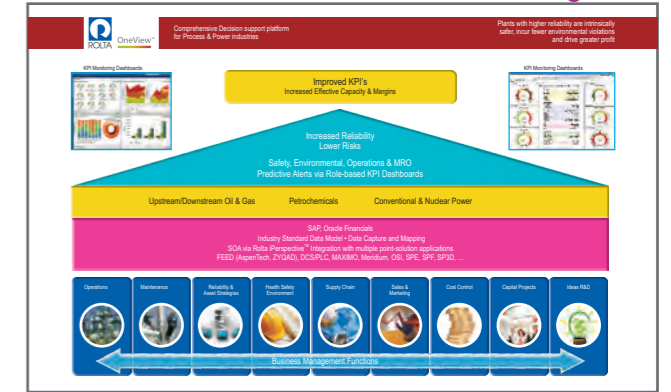 ROLTA
OneView™
Comprehensive Decision support platform
for Process & Power industries
Plants with higher reliability are intrinsically
safer, incur fewer environmental violations
and drive greater profit
KPI Monitoring Dashboards
KPI Monitoring Dashboards
Improved KPI's
Increased Effective Capacity & Margins
Increased Reliability
Lower Risks
Safety, Environmental, Operations & MRO
Predictive Alerts via Role-based KPI Dashboards
Upstream/Downstream Oil & Gas Petrochemicals Conventional & Nuclear Power
SAP, Oracle Financials
Industry Standard Data Model • Data Capture and Mapping
SOA via Rolta iPerspective™ Integration with multiple point-solution applications
FEED (AspenTech, ZYQAD), DCS/PLC, MAXIMO, Meridium, OSI, SPE, SPF, SP3D, ...
Operations
Maintenance
Reliability &
Asset Strategies
Health Safety
Environment
Supply Chain
Sales &
Marketing
Cost Control
Capital Projects
Ideas R&D
Business Management Functions